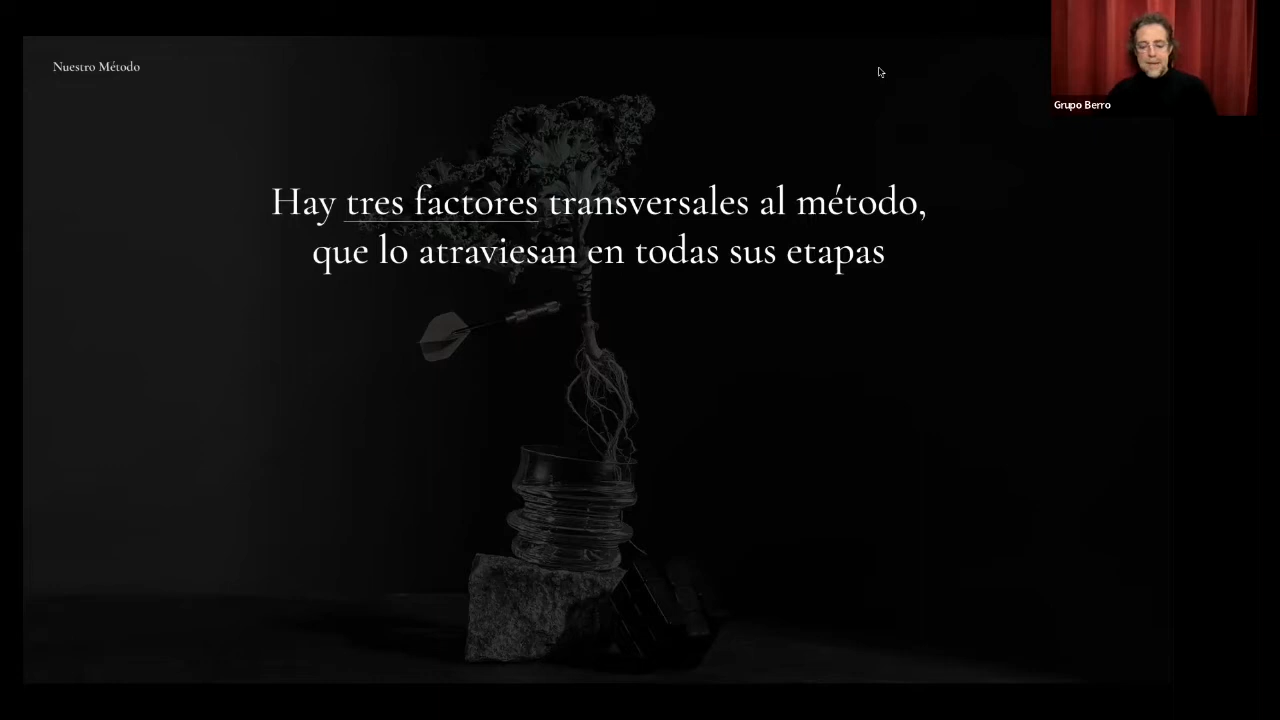 Nuestro Método
Grupo Berro
Hay tres factores transversales al método,
que lo atraviesan en todas sus etapas